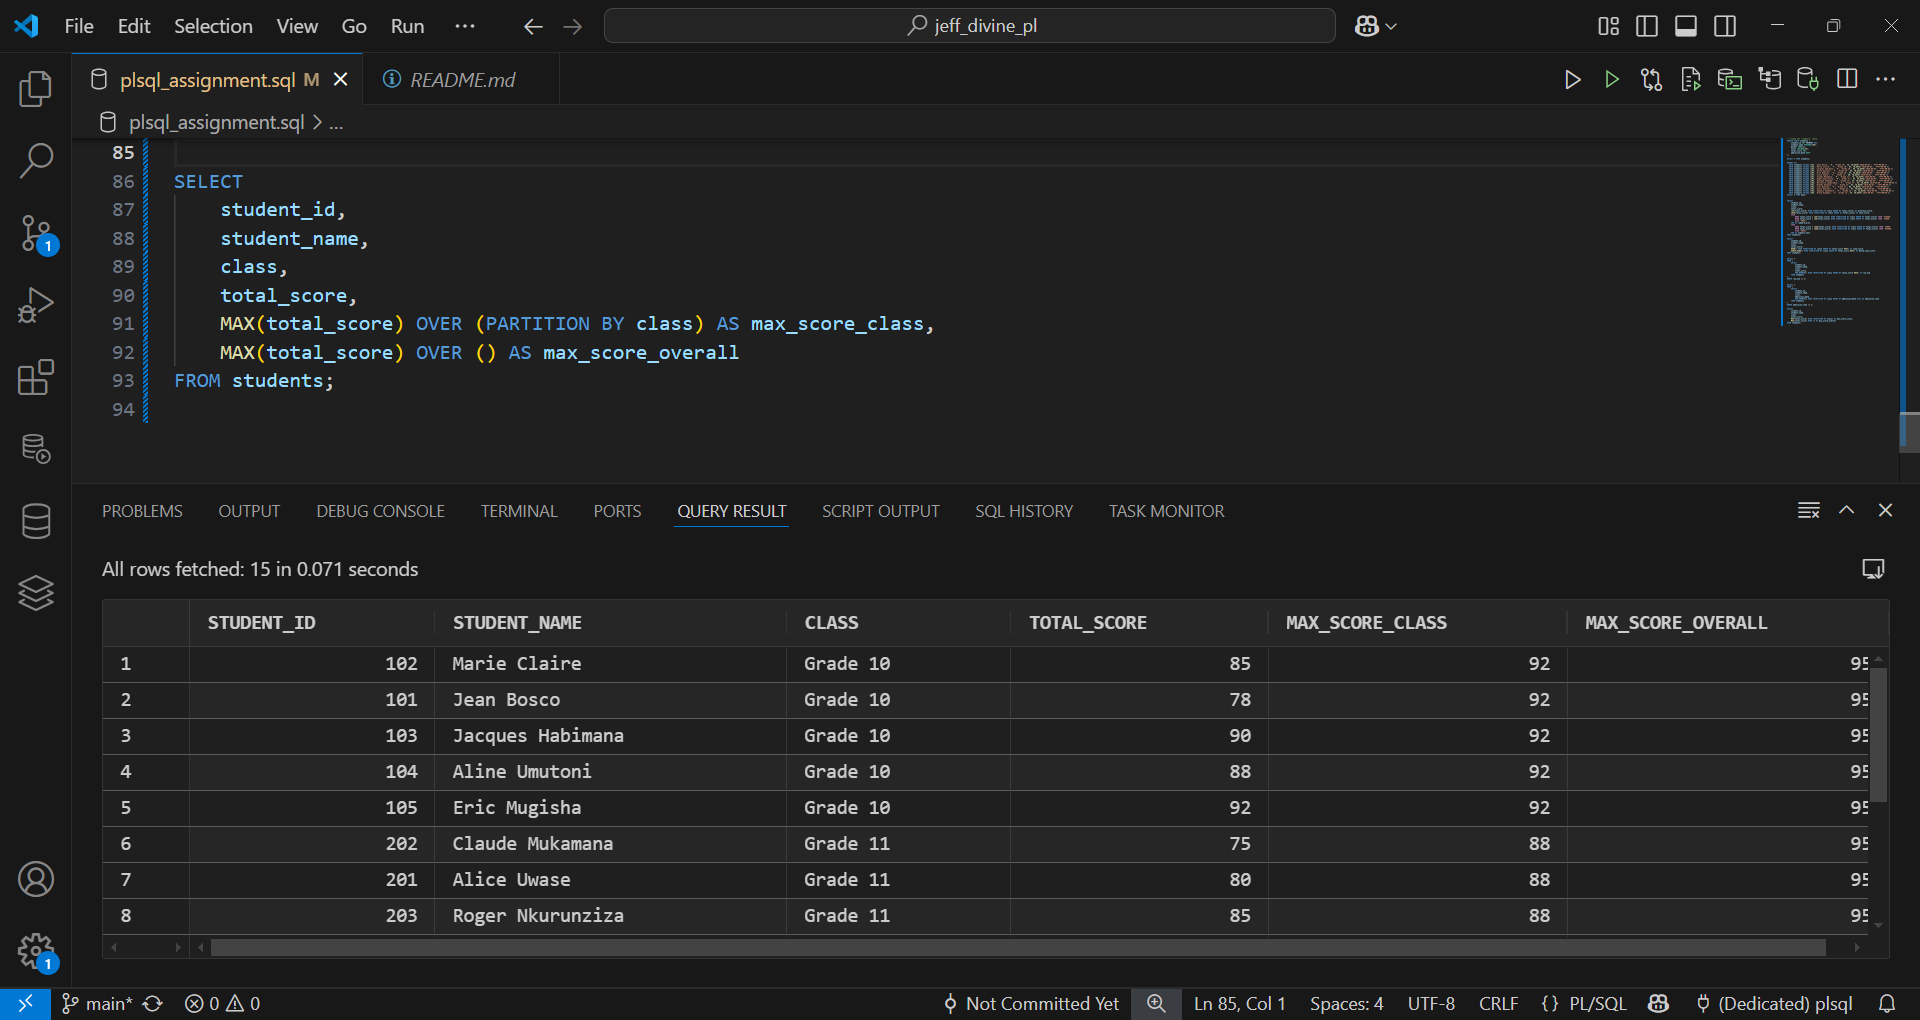 File Edit Selection View Go Run ···
jeff_divine_pl
plsql_assignment.sql M
README.md
plsql_assignment.sql > ...
85
86 SELECT
87 student_id,
88 student_name,
89 class,
90 total_score,
91 MAX(total_score) OVER (PARTITION BY class) AS max_score_class,
92 MAX(total_score) OVER () AS max_score_overall
93 FROM students;
94
PROBLEMS OUTPUT DEBUG CONSOLE TERMINAL PORTS QUERY RESULT SCRIPT OUTPUT SQL HISTORY TASK MONITOR
All rows fetched: 15 in 0.071 seconds
STUDENT_ID STUDENT_NAME CLASS TOTAL_SCORE MAX_SCORE_CLASS MAX_SCORE_OVERALL
1 102 Marie Claire Grade 10 85 92 95
2 101 Jean Bosco Grade 10 78 92 95
3 103 Jacques Habimana Grade 10 90 92 95
4 104 Aline Umutoni Grade 10 88 92 95
5 105 Eric Mugisha Grade 10 92 92 95
6 202 Claude Mukamana Grade 11 75 88 95
7 201 Alice Uwase Grade 11 80 88 95
8 203 Roger Nkurunziza Grade 11 85 88 95
1
1
main* 0 0 Not Committed Yet Ln 85, Col 1 Spaces: 4 UTF-8 CRLF {} PL/SQL (Dedicated) plsql